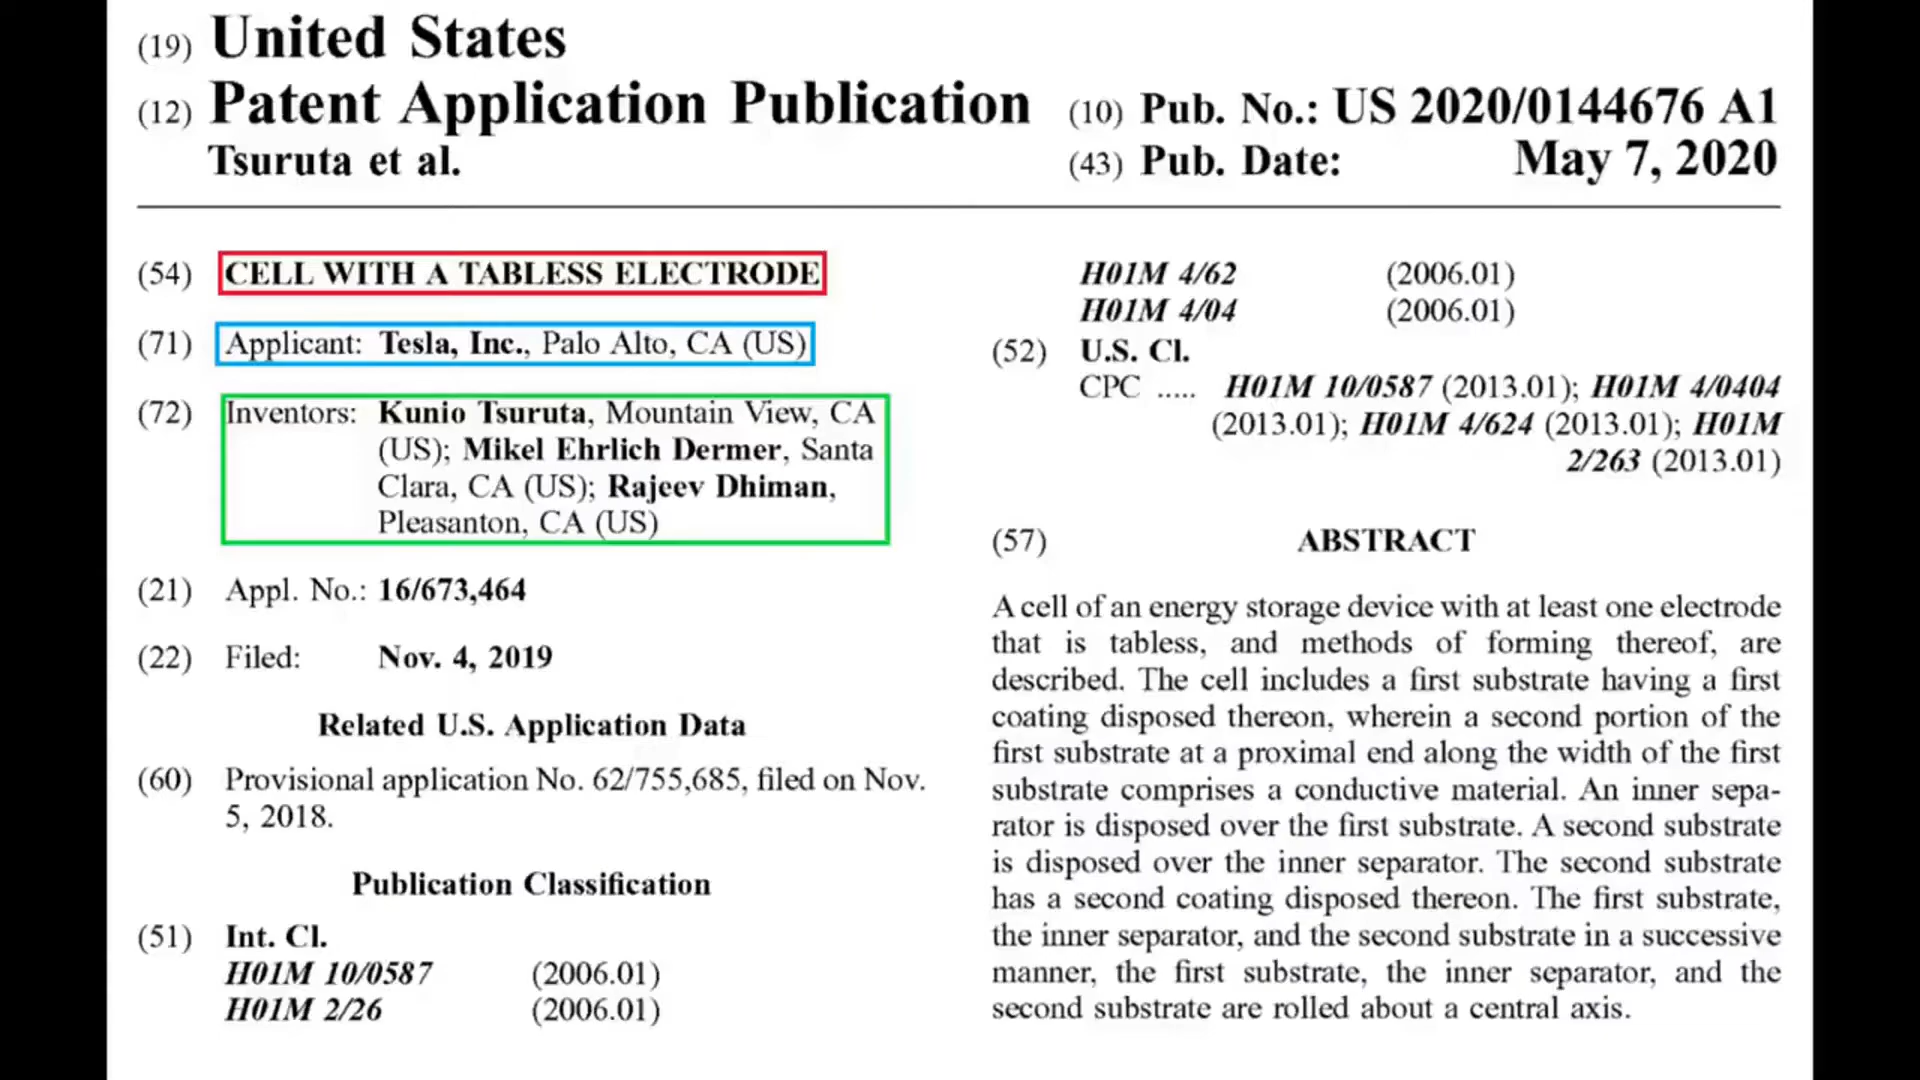 (19) United States
(12) Patent Application Publication
Tsuruta et al.
(10) Pub. No.: US 2020/0144676 A1
(43) Pub. Date: May 7, 2020
(54) CELL WITH A TABLESS ELECTRODE
(71) Applicant: Tesla, Inc., Palo Alto, CA (US)
(72) Inventors: Kunio Tsuruta, Mountain View, CA
(US); Mikel Ehrlich Dermer, Santa
Clara, CA (US); Rajeev Dhiman,
Pleasanton, CA (US)
(21) Appl. No.: 16/673,464
(22) Filed: Nov. 4, 2019
Related U.S. Application Data
(60) Provisional application No. 62/755,685, filed on Nov.
5, 2018.
Publication Classification
(51) Int. Cl.
H01M 10/0587 (2006.01)
H01M 2/26 (2006.01)
H01M 4/62 (2006.01)
H01M 4/04 (2006.01)
(52) U.S. Cl.
CPC ..... H01M 10/0587 (2013.01); H01M 4/0404
(2013.01); H01M 4/624 (2013.01); H01M
2/263 (2013.01)
(57) ABSTRACT
A cell of an energy storage device with at least one electrode
that is tabless, and methods of forming thereof, are
described. The cell includes a first substrate having a first
coating disposed thereon, wherein a second portion of the
first substrate at a proximal end along the width of the first
substrate comprises a conductive material. An inner sepa-
rator is disposed over the first substrate. A second substrate
is disposed over the inner separator. The second substrate
has a second coating disposed thereon. The first substrate,
the inner separator, and the second substrate in a successive
manner, the first substrate, the inner separator, and the
second substrate are rolled about a central axis.